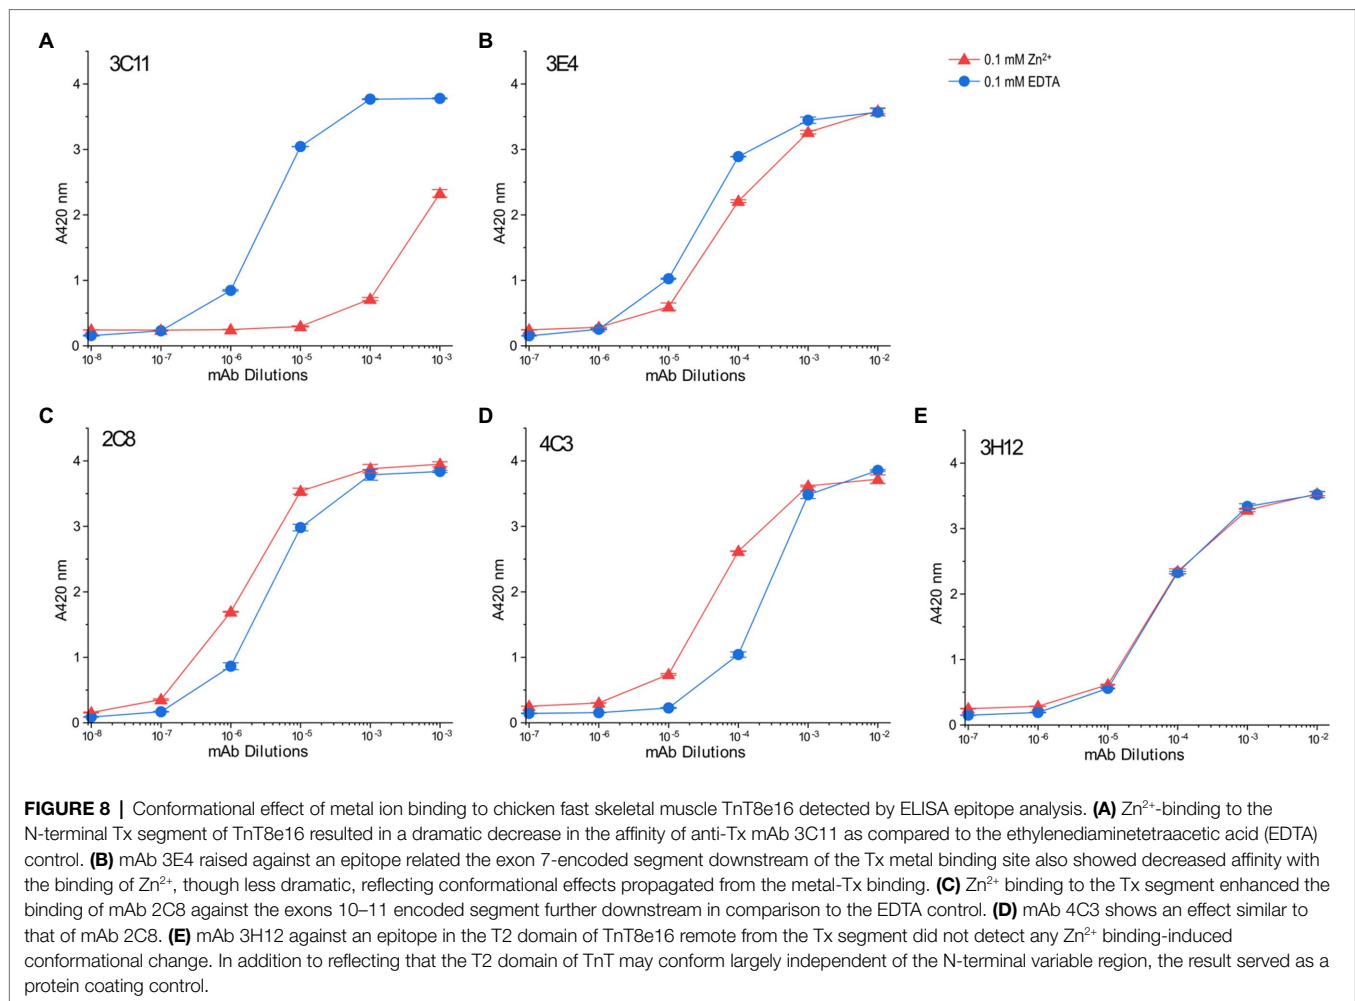 A
3C11
A420 nm
4
3
2
1
0
10-8
10-7
10-6
10-5
10-4
10-3
mAb Dilutions
B
3E4
A420 nm
4
3
2
1
0
10-7
10-6
10-5
10-4
10-3
10-2
mAb Dilutions
0.1 mM Zn2+
0.1 mM EDTA
C
2C8
A420 nm
4
3
2
1
0
10-8
10-7
10-6
10-5
10-3
10-3
mAb Dilutions
D
4C3
A420 nm
4
3
2
1
0
10-7
10-6
10-5
10-4
10-3
10-2
mAb Dilutions
E
3H12
A420 nm
4
3
2
1
0
10-7
10-6
10-5
10-4
10-3
10-2
mAb Dilutions
FIGURE 8 | Conformational effect of metal ion binding to chicken fast skeletal muscle TnT8e16 detected by ELISA epitope analysis. (A) Zn2+-binding to the
N-terminal Tx segment of TnT8e16 resulted in a dramatic decrease in the affinity of anti-Tx mAb 3C11 as compared to the ethylenediaminetetraacetic acid (EDTA)
control. (B) mAb 3E4 raised against an epitope related the exon 7-encoded segment downstream of the Tx metal binding site also showed decreased affinity with
the binding of Zn2+, though less dramatic, reflecting conformational effects propagated from the metal-Tx binding. (C) Zn2+ binding to the Tx segment enhanced the
binding of mAb 2C8 against the exons 10–11 encoded segment further downstream in comparison to the EDTA control. (D) mAb 4C3 shows an effect similar to
that of mAb 2C8. (E) mAb 3H12 against an epitope in the T2 domain of TnT8e16 remote from the Tx segment did not detect any Zn2+ binding-induced
conformational change. In addition to reflecting that the T2 domain of TnT may conform largely independent of the N-terminal variable region, the result served as a
protein coating control.